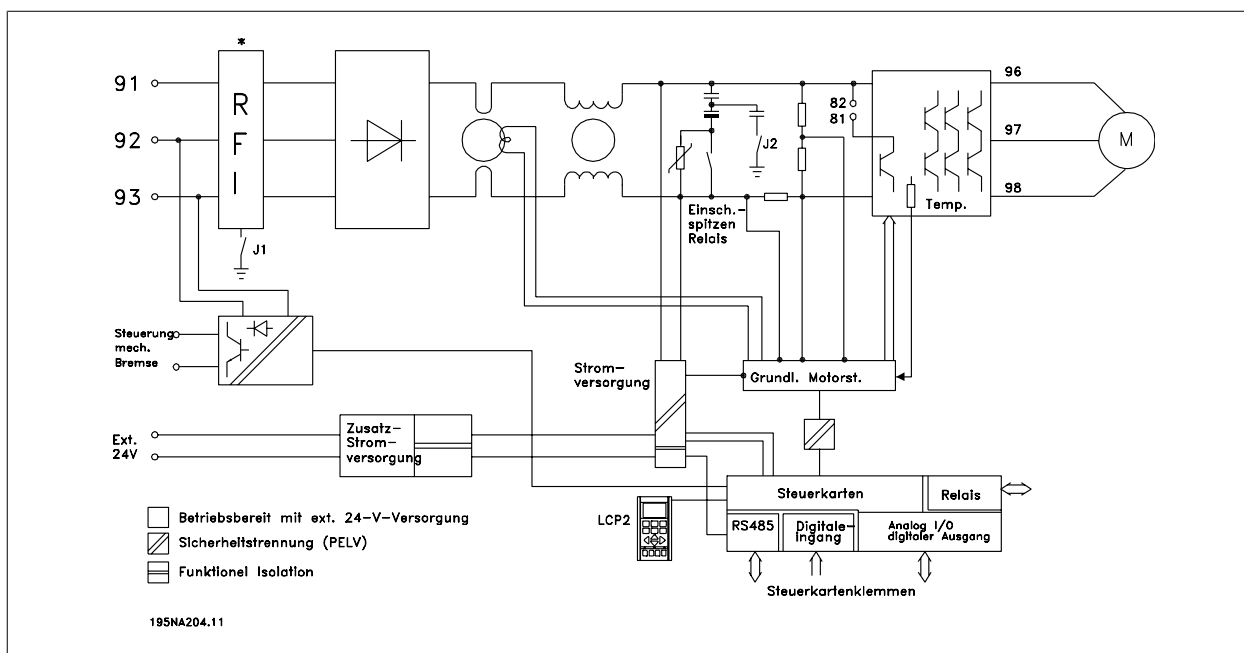 *
91
92
93
R
F
I
J1
82
81
J2
96
97
98
M
Temp.
Einsch.-
spitzen
Relais
Steuerung
mech.
Bremse
Strom-
versorgung
Grundl. Motorst.
Ext.
24V
Zusatz-
Strom-
versorgung
Steuerkarten
Relais
LCP2
RS485
Digitale-
ingang
Analog I/O
digitaler Ausgang
Steuerkartenklemmen
Betriebsbereit mit ext. 24-V-Versorgung
Sicherheitstrennung (PELV)
Funktionel Isolation
195NA204.11